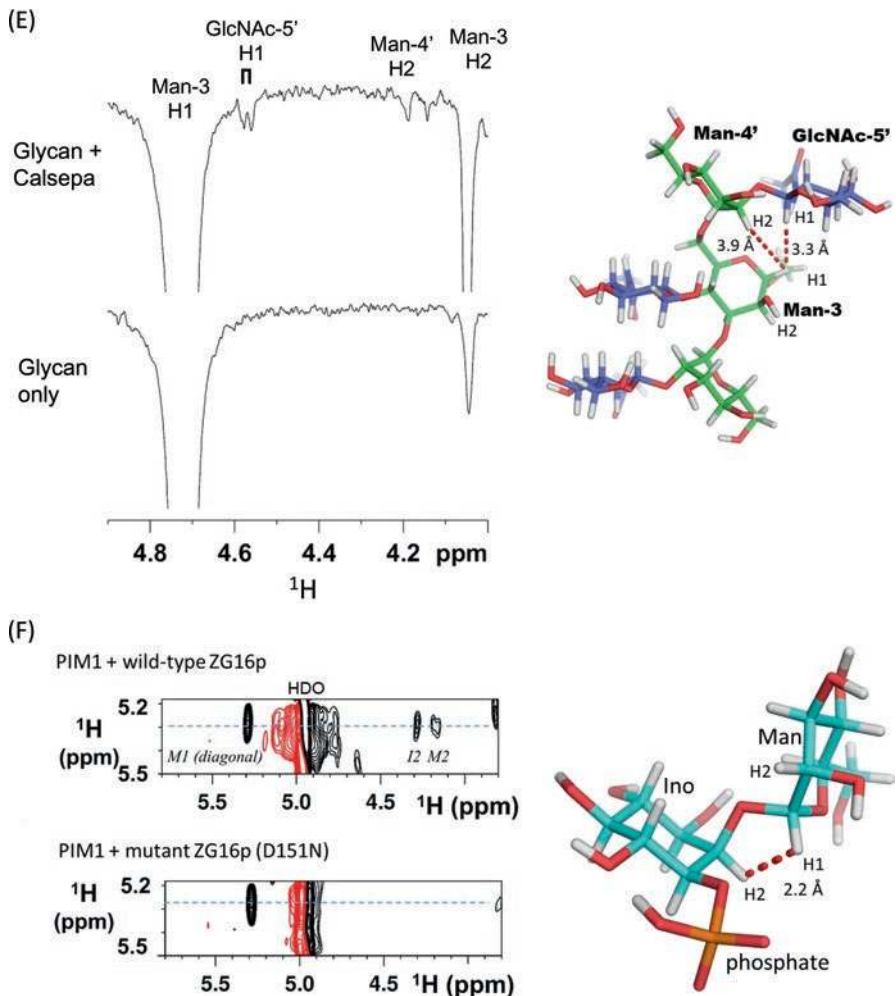 (E)
GlcNAc-5'
H1
Man-3
H1
Man-4'
H2
Man-3
H2
Glycan +
Calsepa
Glycan
only
4.8
4.6
4.4
4.2
ppm
¹H
Man-4'
GlcNAc-5'
H2
H1
3.9 Å
3.3 Å
H1
Man-3
H2
(F)
PIM1 + wild-type ZG16p
HDO
¹H
(ppm)
5.2
5.5
M1 (diagonal)
I2
M2
5.5
5.0
4.5
¹H (ppm)
PIM1 + mutant ZG16p (D151N)
¹H
(ppm)
5.2
5.5
5.5
5.0
4.5
¹H (ppm)
Man
H2
Ino
H1
H2
2.2 Å
phosphate